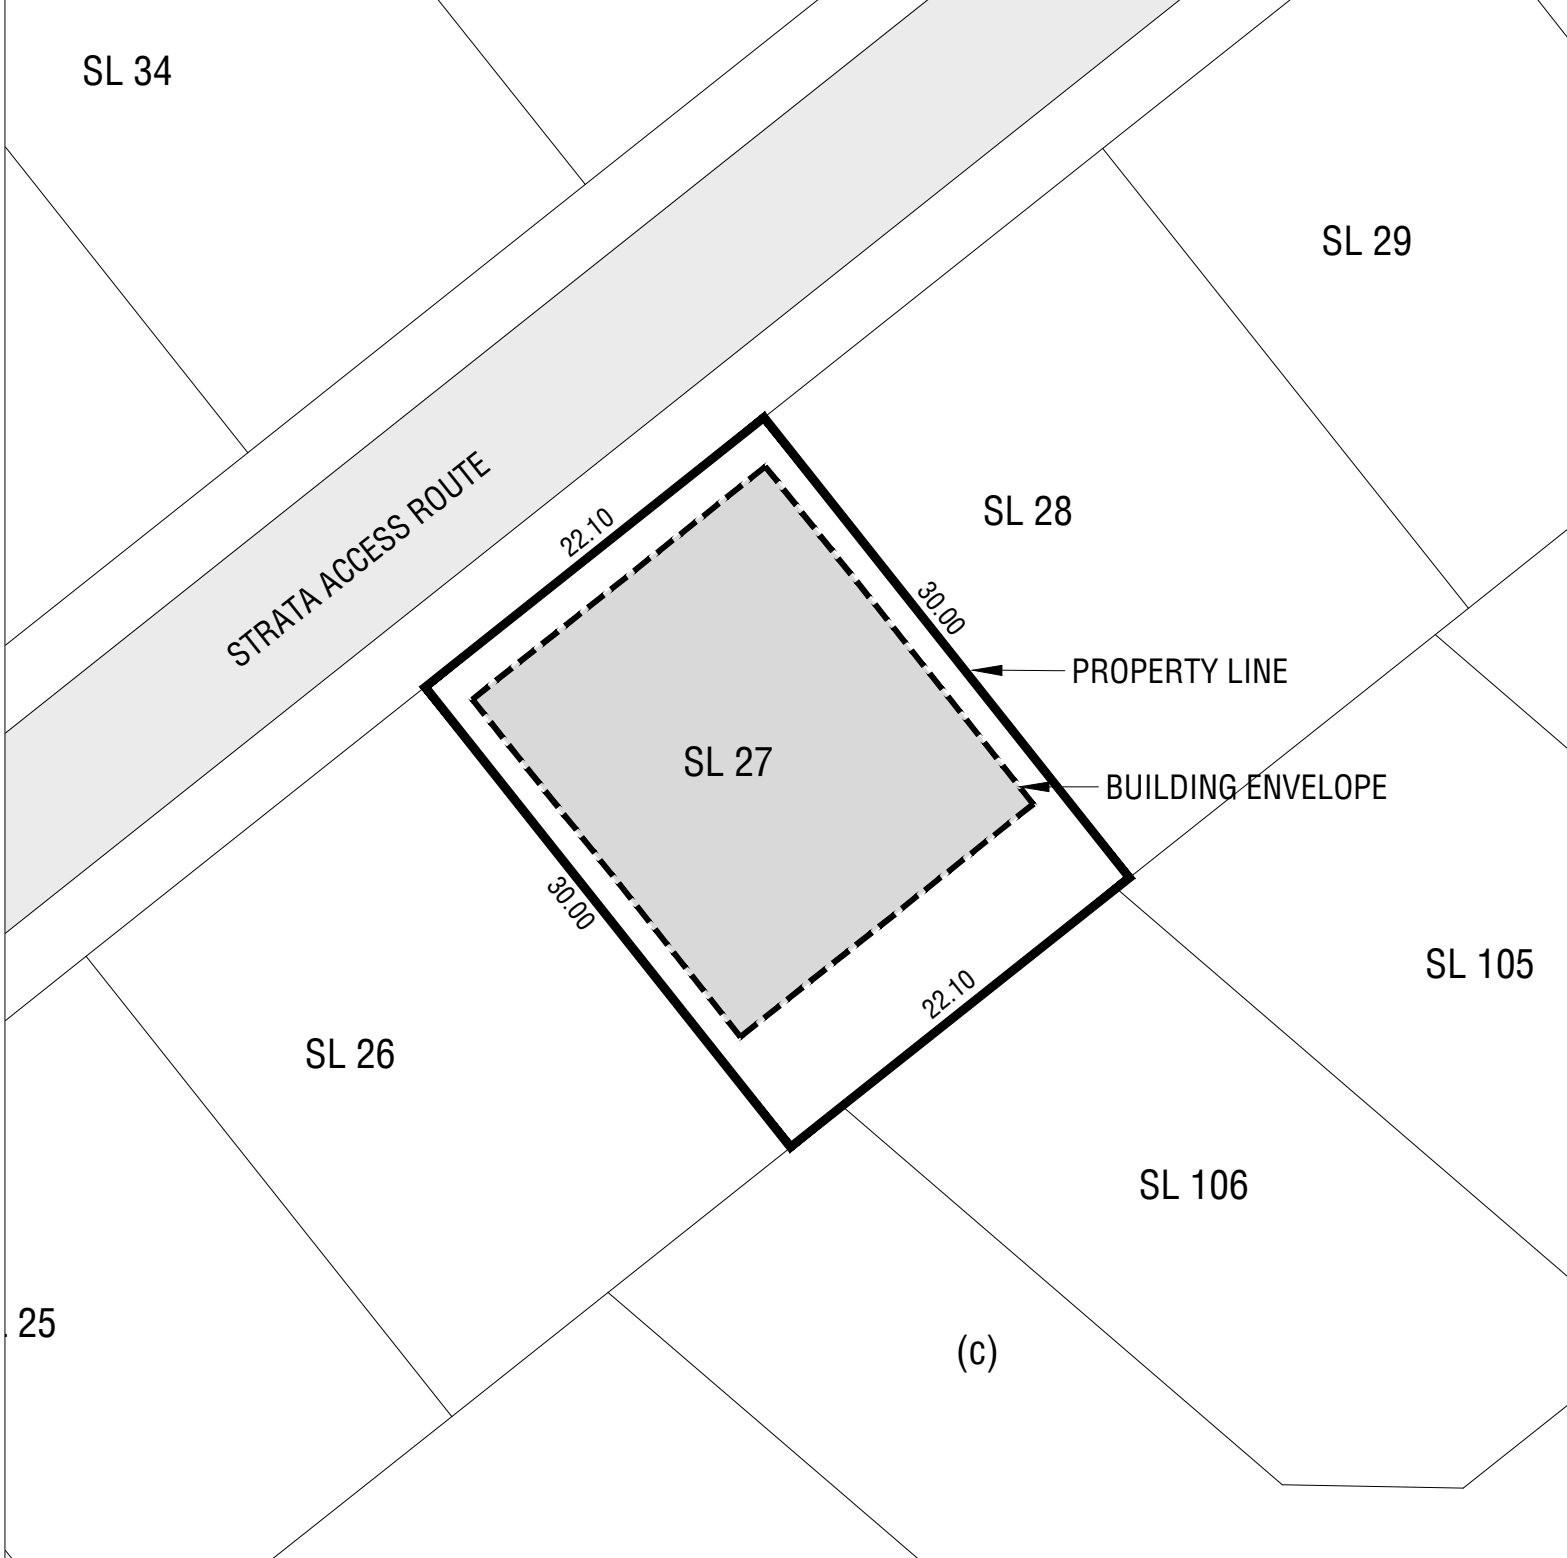 SL 34
SL 29
STRATA ACCESS ROUTE
22.10
SL 28
30.00
PROPERTY LINE
SL 27
BUILDING ENVELOPE
30.00
22.10
SL 105
SL 26
SL 106
25
(c)